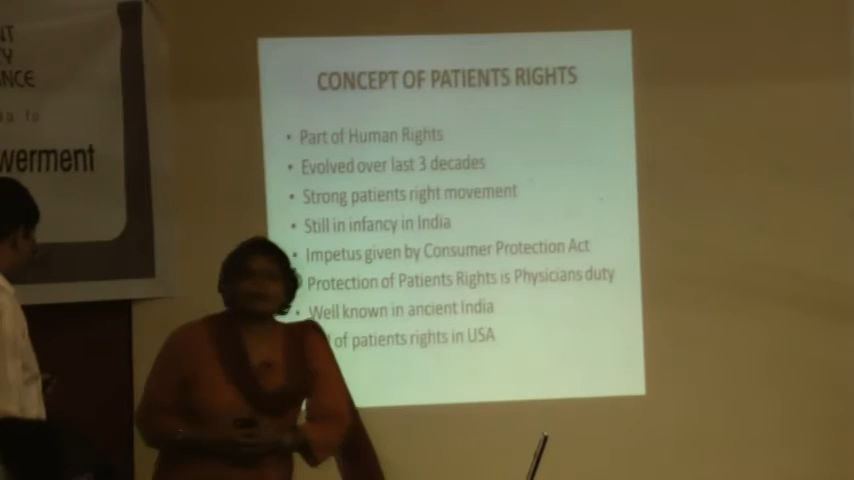 NT
Y
NCE
werment
CONCEPT OF PATIENTS RIGHTS
• Part of Human Rights
• Evolved over last 3 decades
• Strong patients right movement
• Still in infancy in India
• Impetus given by Consumer Protection Act
Protection of Patients Rights is Physicians duty
• Well known in ancient India
of patients rights in USA